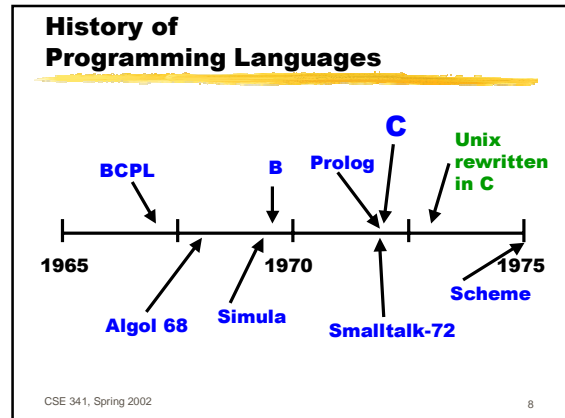 History of
Programming Languages
C
Unix
rewritten
in C
B
Prolog
BCPL
1965
1970
1975
Algol 68
Simula
Smalltalk-72
Scheme
CSE 341, Spring 2002
8